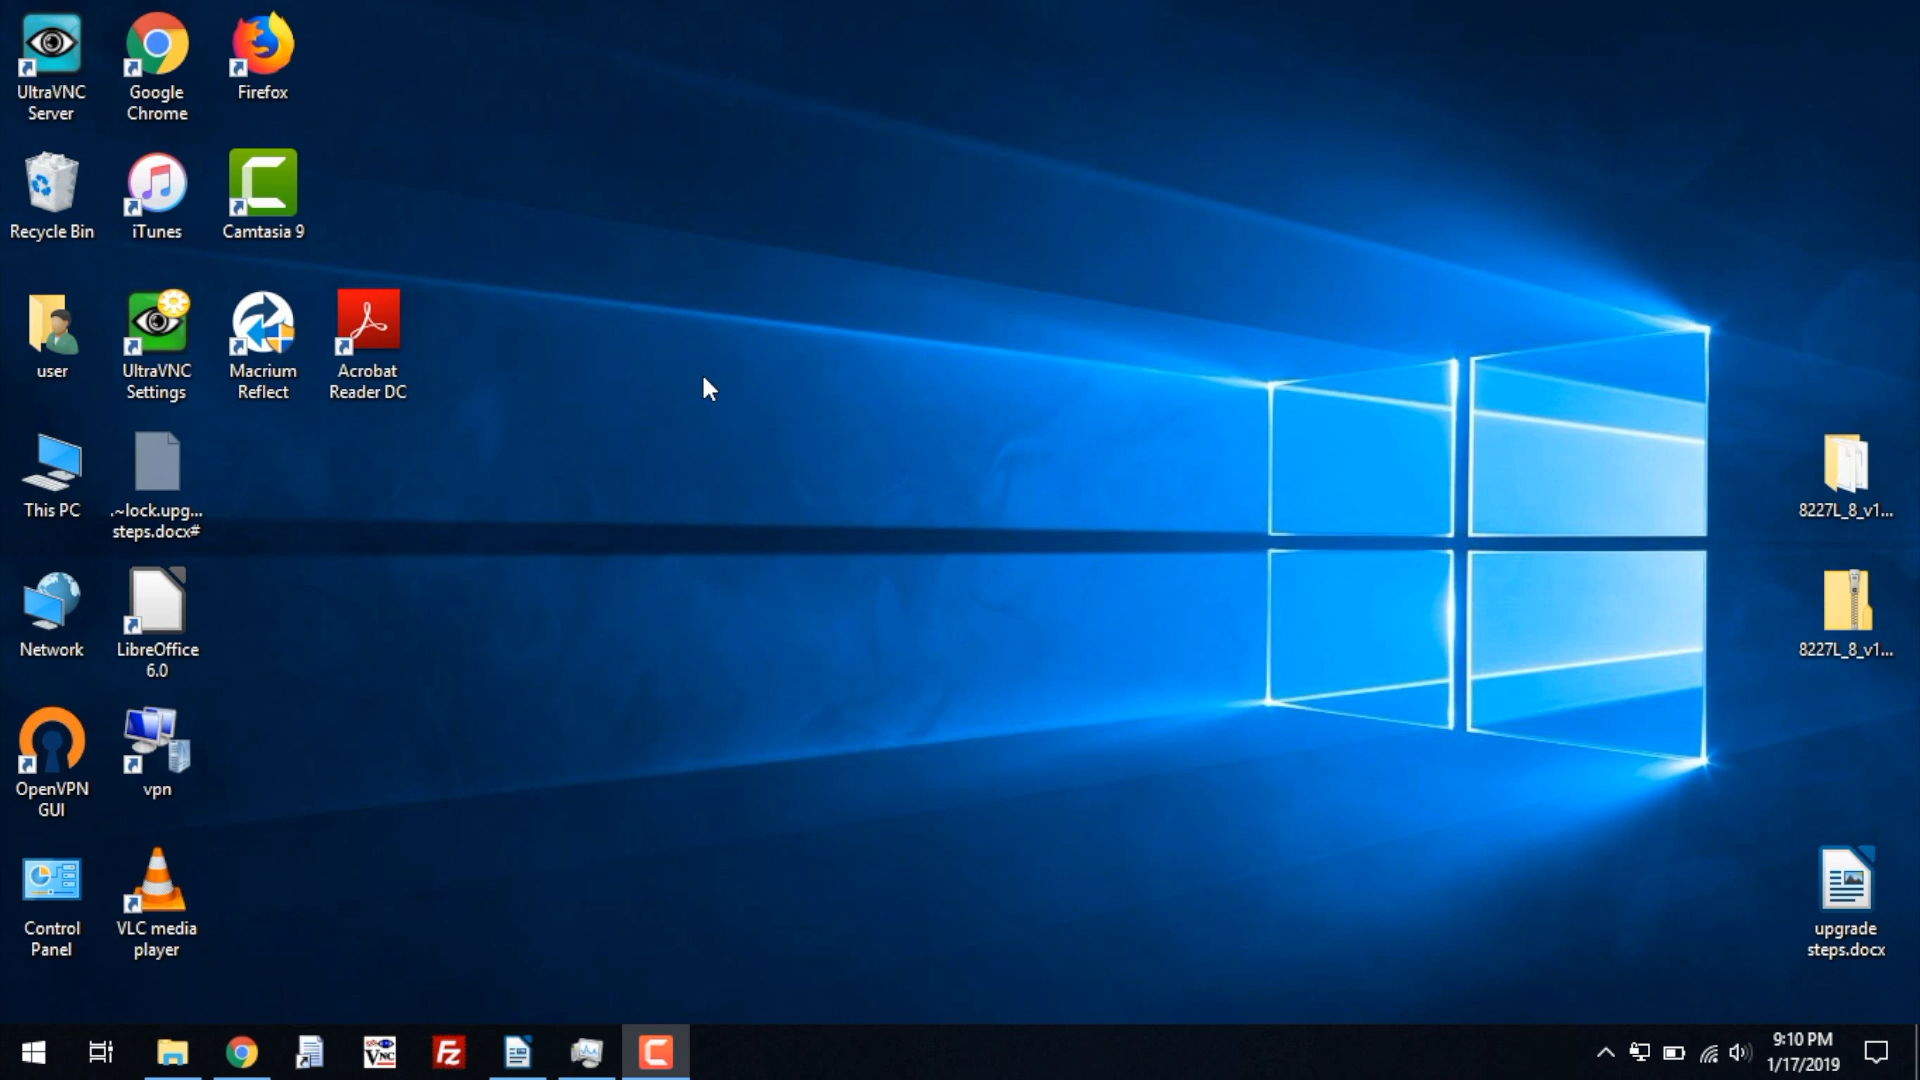 UltraVNC
Server
Google
Chrome
Firefox
Recycle Bin
iTunes
Camtasia 9
user
UltraVNC
Settings
Macrium
Reflect
Acrobat
Reader DC
This PC
.~lock.upg...
steps.docx#
8227L_8_v1...
Network
LibreOffice
6.0
8227L_8_v1...
OpenVPN
GUI
vpn
Control
Panel
VLC media
player
upgrade
steps.docx
VNC
Fz
9:10 PM
1/17/2019